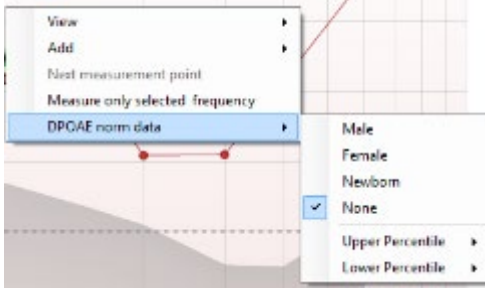 View
Add
Next measurement point
Measure only selected frequency
DPOAE norm data
Male
Female
Newborn
None
Upper Percentile
Lower Percentile